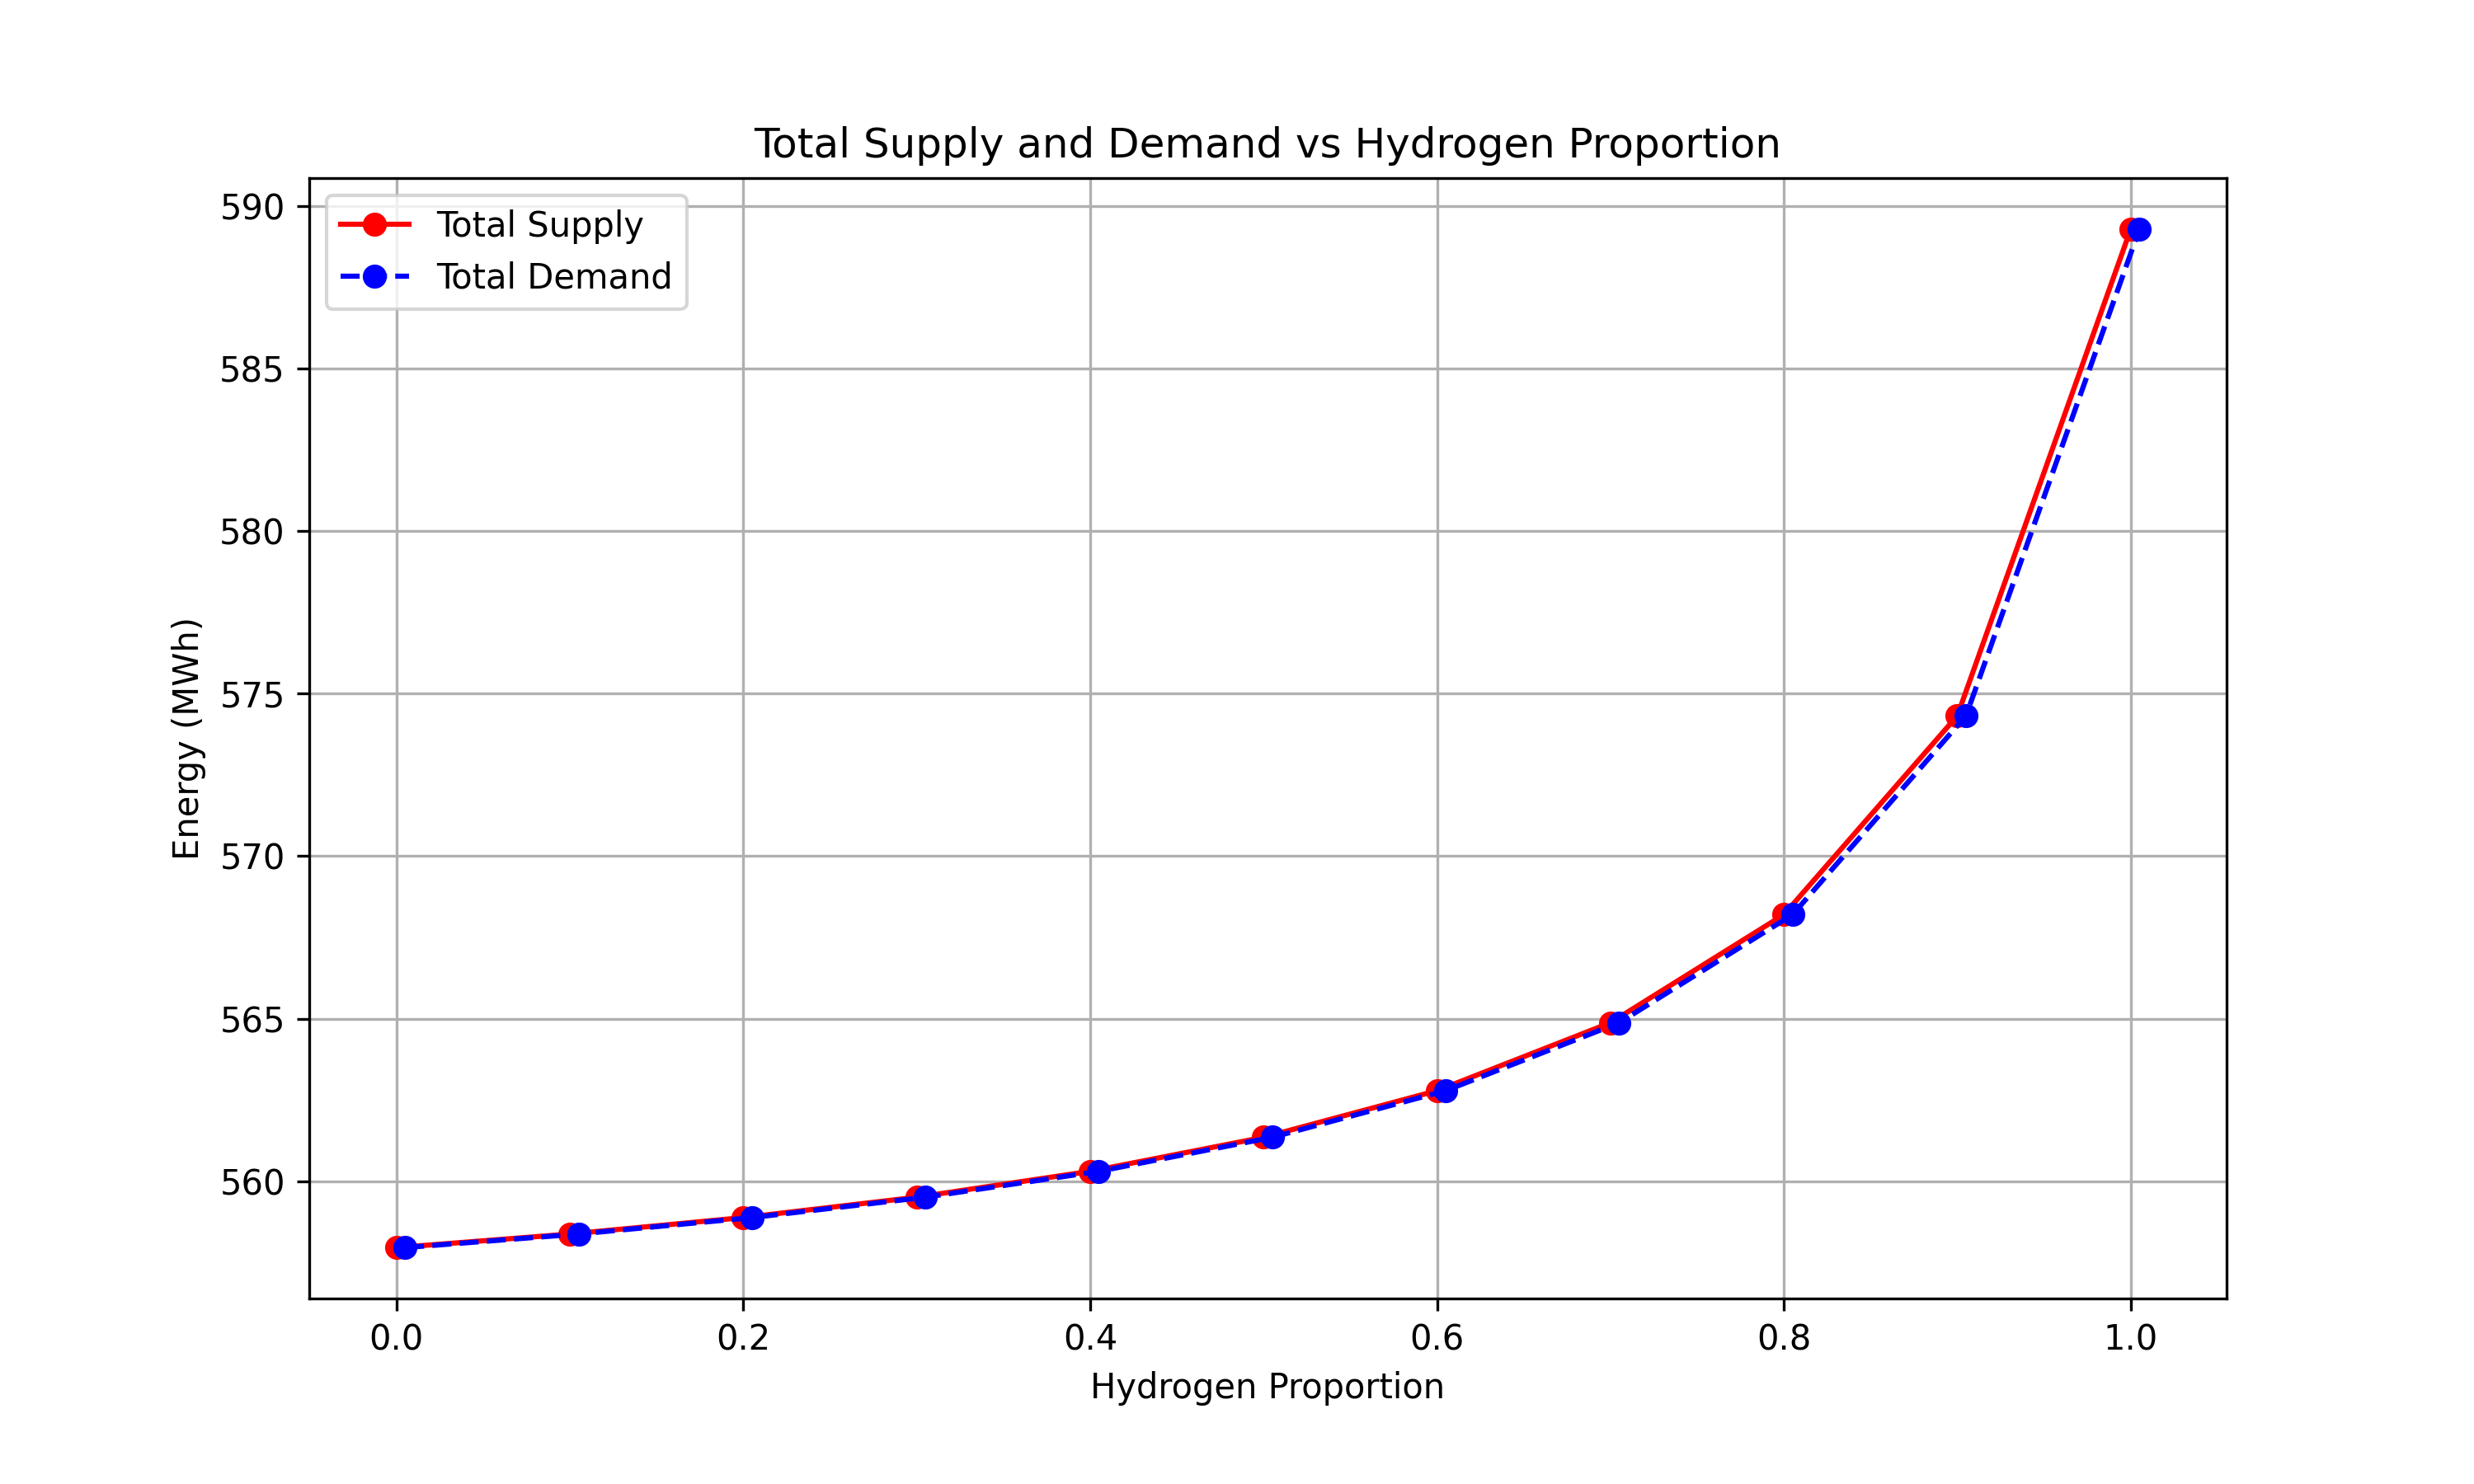 Total Supply and Demand vs Hydrogen Proportion
Total Supply
Total Demand
590
585
580
575
570
565
560
Energy (MWh)
0.0 0.2 0.4 0.6 0.8 1.0
Hydrogen Proportion